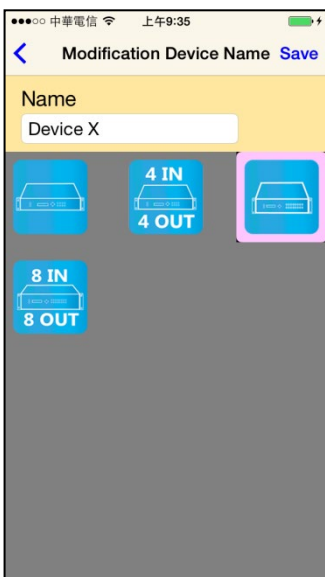 中華電信 上午9:35
Modification Device Name Save
Name
Device X
4 IN
4 OUT
8 IN
8 OUT